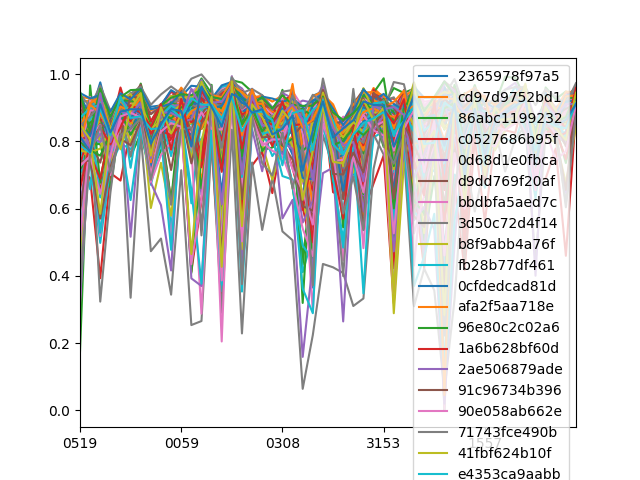 1.0
0.8
0.6
0.4
0.2
0.0
0519
0059
0308
3153
1557
2365978f97a5
cd97d9752bd1
86abc1199232
c0527686b95f
0d68d1e0fbca
d9dd769f20af
bbdbfa5aed7c
3d50c72d4f14
b8f9abb4a76f
fb28b77df461
0cfdedcad81d
afa2f5aa718e
96e80c2c02a6
1a6b628bf60d
2ae506879ade
91c96734b396
90e058ab662e
71743fce490b
41fbf624b10f
e4353ca9aabb